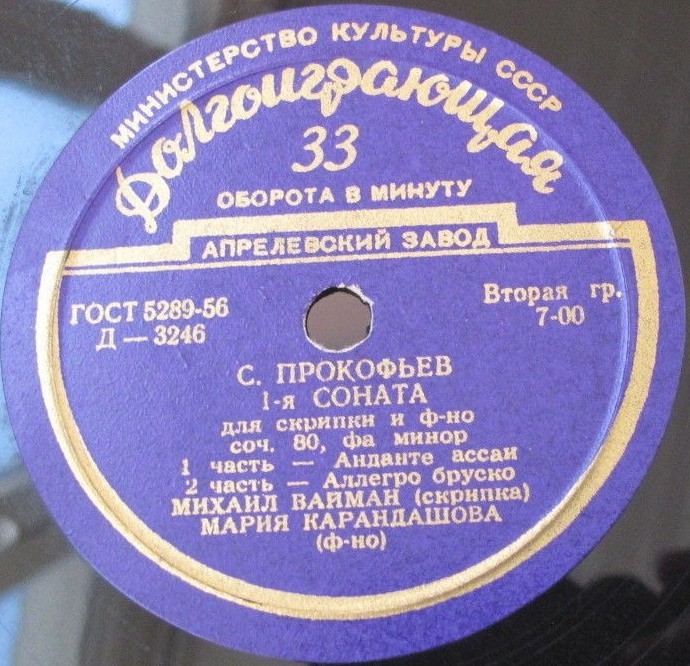 МИНИСТЕРСТВО КУЛЬТУРЫ СССР
Долгоиграющая
33
ОБОРОТА В МИНУТУ
АПРЕЛЕВСКИЙ ЗАВОД
ГОСТ 5289-56
Д — 3246
Вторая гр.
7-00
С. ПРОКОФЬЕВ
1-я СОНАТА
для скрипки и ф-но
соч. 80, фа минор
1 часть — Анданте ассаи
2 часть — Аллегро бруско
МИХАИЛ ВАЙМАН (скрипка)
МАРИЯ КАРАНДАШОВА
(ф-но)